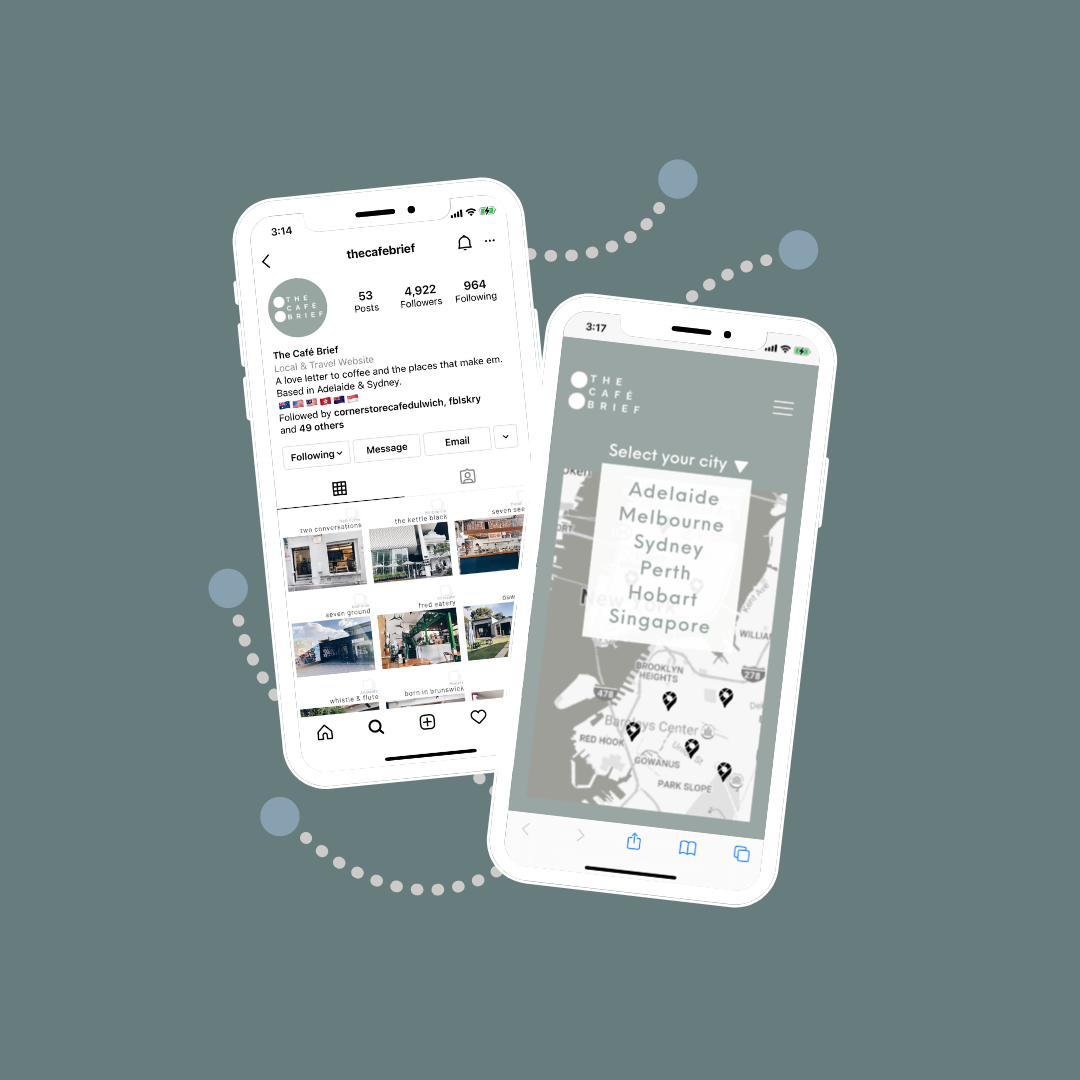 3:14
thecafebrief
THE
CAFÉ
BRIEF
53
Posts
4,922
Followers
964
Following
The Café Brief
Local & Travel Website
A love letter to coffee and the places that make em.
Based in Adelaide & Sydney.
Followed by cornerstorecafedulwich, fblskry
and 49 others
Following
Message
Email
two conversations
the kettle black
seven see
seven ground
fred eatery
whistle & flute
born in brunswick
3:17
THE
CAFÉ
BRIEF
Select your city
Adelaide
Melbourne
Sydney
Perth
Hobart
Singapore
New York
Kent Ave
WILLIA
BROOKLYN
HEIGHTS
278
478
Barclays Center
RED HOOK
GOWANUS
PARK SLOPE